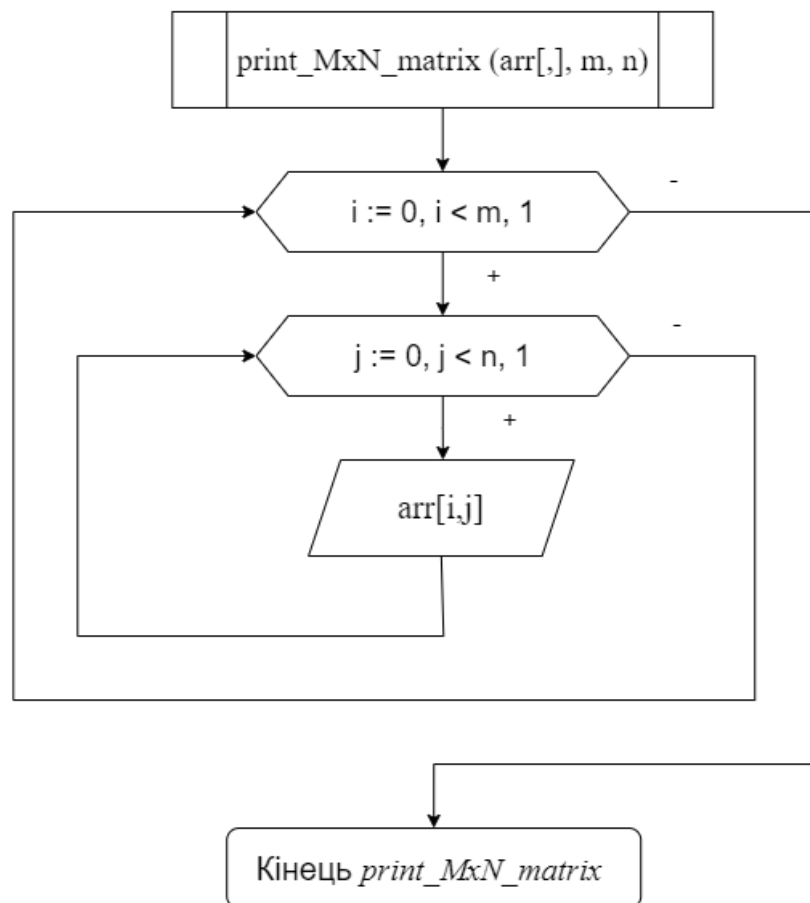 print_MxN_matrix (arr[,], m, n)
-
i := 0, i < m, 1
+
-
j := 0, j < n, 1
+
arr[i,j]
Кінець print_MxN_matrix